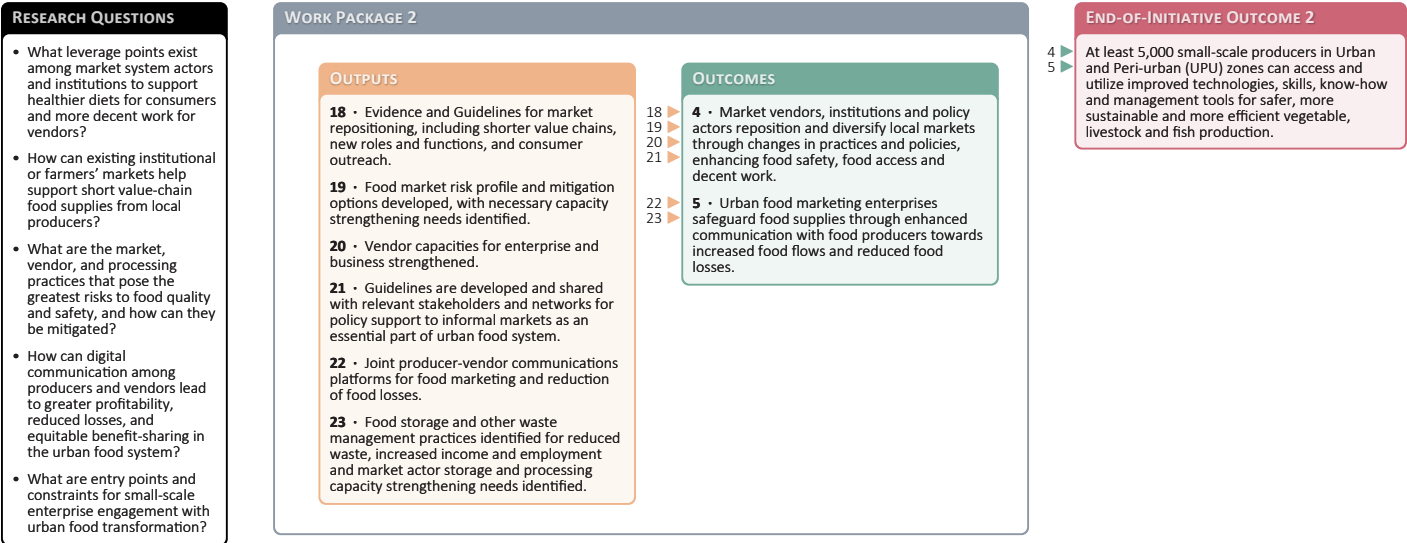 Research Questions
• What leverage points exist
among market system actors
and institutions to support
healthier diets for consumers
and more decent work for
vendors?
• How can existing institutional
or farmers’ markets help
support short value-chain
food supplies from local
producers?
• What are the market,
vendor, and processing
practices that pose the
greatest risks to food quality
and safety, and how can they
be mitigated?
• How can digital
communication among
producers and vendors lead
to greater profitability,
reduced losses, and
equitable benefit-sharing in
the urban food system?
• What are entry points and
constraints for small-scale
enterprise engagement with
urban food transformation?
Work Package 2
Outputs
18 · Evidence and Guidelines for market
repositioning, including shorter value chains,
new roles and functions, and consumer
outreach.
19 · Food market risk profile and mitigation
options developed, with necessary capacity
strengthening needs identified.
20 · Vendor capacities for enterprise and
business strengthened.
21 · Guidelines are developed and shared
with relevant stakeholders and networks for
policy support to informal markets as an
essential part of urban food system.
22 · Joint producer-vendor communications
platforms for food marketing and reduction
of food losses.
23 · Food storage and other waste
management practices identified for reduced
waste, increased income and employment
and market actor storage and processing
capacity strengthening needs identified.
18
19
20
21
22
23
Outcomes
4 · Market vendors, institutions and policy
actors reposition and diversify local markets
through changes in practices and policies,
enhancing food safety, food access and
decent work.
5 · Urban food marketing enterprises
safeguard food supplies through enhanced
communication with food producers towards
increased food flows and reduced food
losses.
4
5
End-of-Initiative Outcome 2
At least 5,000 small-scale producers in Urban
and Peri-urban (UPU) zones can access and
utilize improved technologies, skills, know-how
and management tools for safer, more
sustainable and more efficient vegetable,
livestock and fish production.